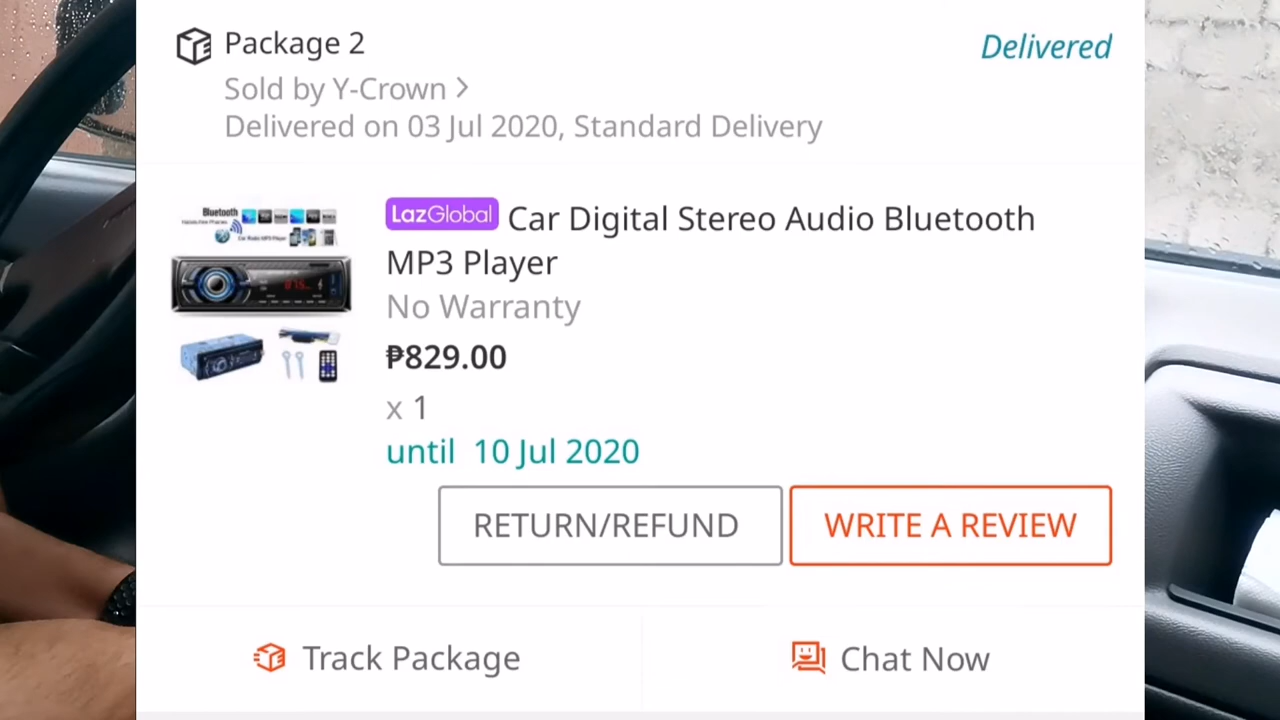 Package 2
Delivered
Sold by Y-Crown >
Delivered on 03 Jul 2020, Standard Delivery
Bluetooth
LazGlobal Car Digital Stereo Audio Bluetooth
MP3 Player
No Warranty
₱829.00
x 1
until 10 Jul 2020
RETURN/REFUND
WRITE A REVIEW
Track Package
Chat Now